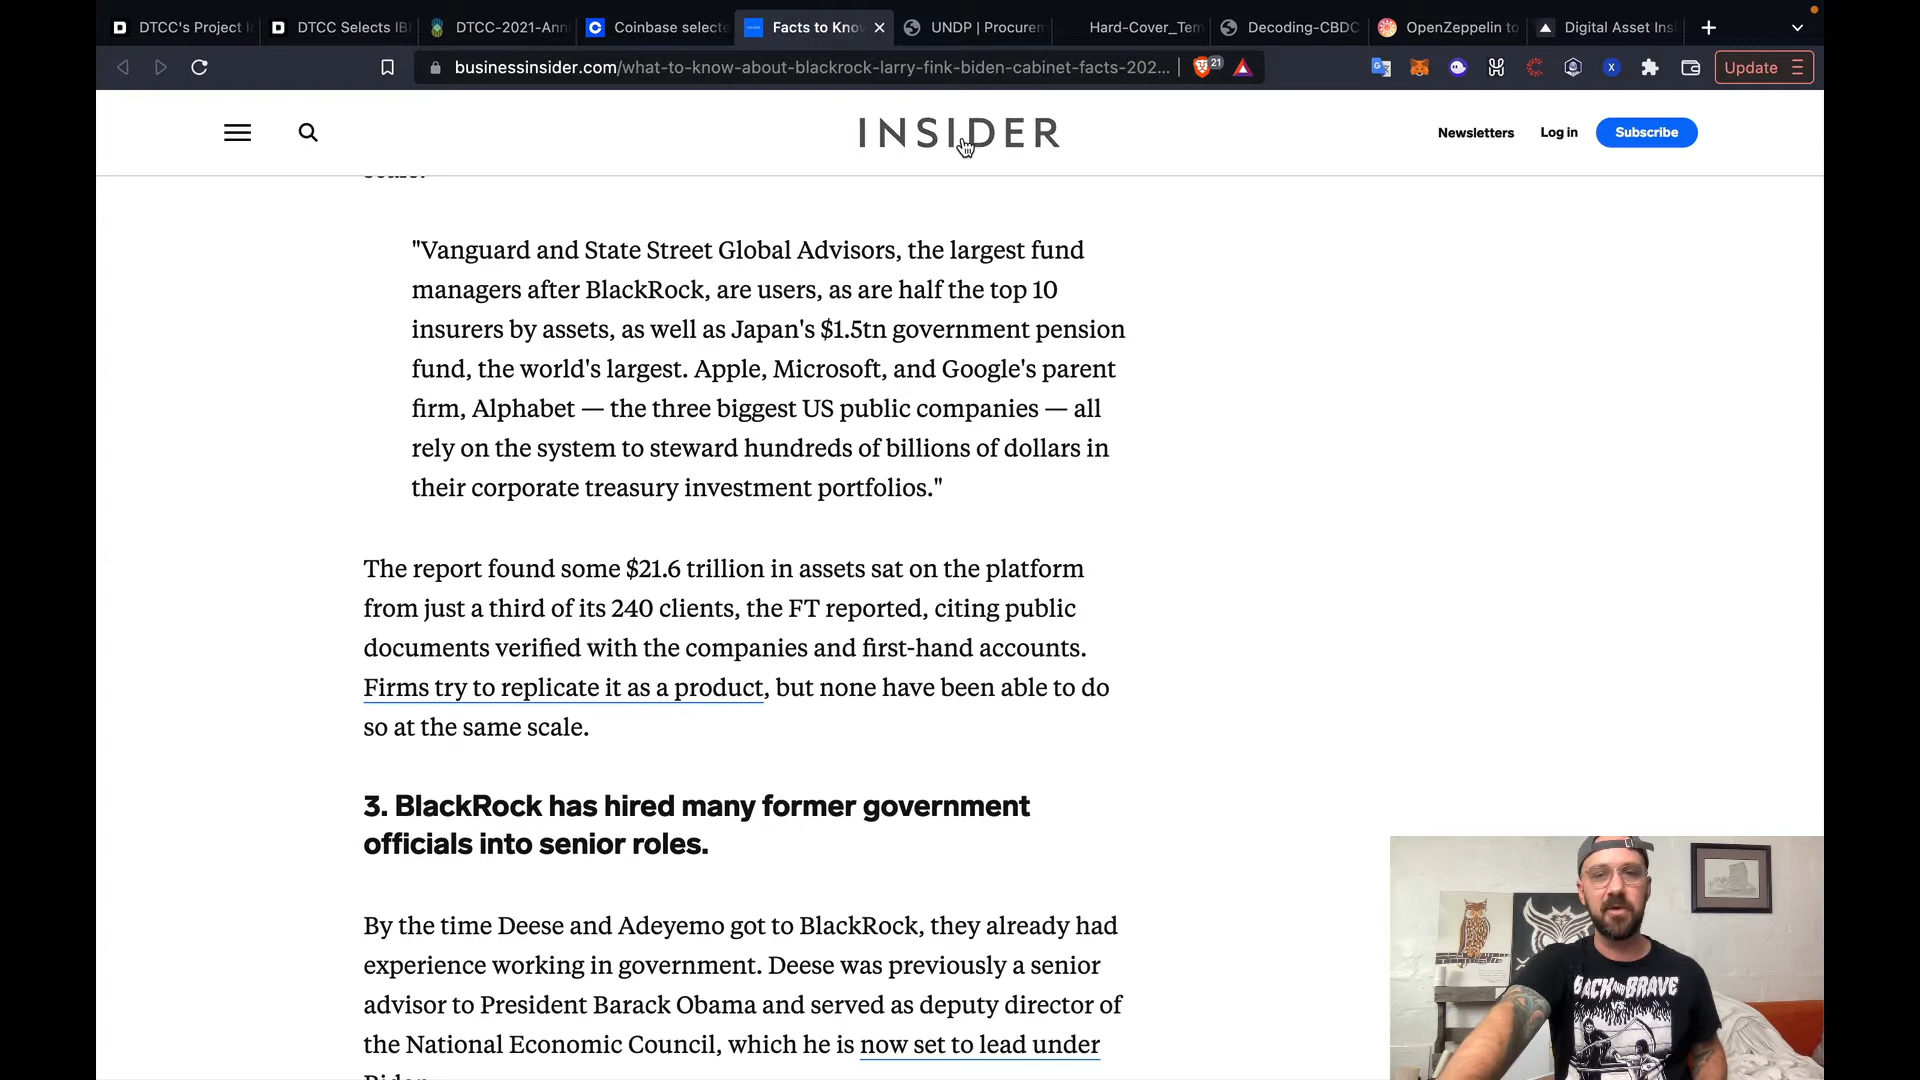 DTCC's Project I
DTCC Selects IB
DTCC-2021-Ann
Coinbase selecte
Facts to Kno
UNDP | Procurem
Hard-Cover_Tem
Decoding-CBDC
OpenZeppelin to
Digital Asset Insi
businessinsider.com/what-to-know-about-blackrock-larry-fink-biden-cabinet-facts-202...
21
Update
INSIDER
Newsletters
Log in
Subscribe
scale.
"Vanguard and State Street Global Advisors, the largest fund
managers after BlackRock, are users, as are half the top 10
insurers by assets, as well as Japan's $1.5tn government pension
fund, the world's largest. Apple, Microsoft, and Google's parent
firm, Alphabet — the three biggest US public companies — all
rely on the system to steward hundreds of billions of dollars in
their corporate treasury investment portfolios."
The report found some $21.6 trillion in assets sat on the platform
from just a third of its 240 clients, the FT reported, citing public
documents verified with the companies and first-hand accounts.
Firms try to replicate it as a product, but none have been able to do
so at the same scale.
3. BlackRock has hired many former government
officials into senior roles.
By the time Deese and Adeyemo got to BlackRock, they already had
experience working in government. Deese was previously a senior
advisor to President Barack Obama and served as deputy director of
the National Economic Council, which he is now set to lead under
Biden
BACK AND BRAVE
VS.